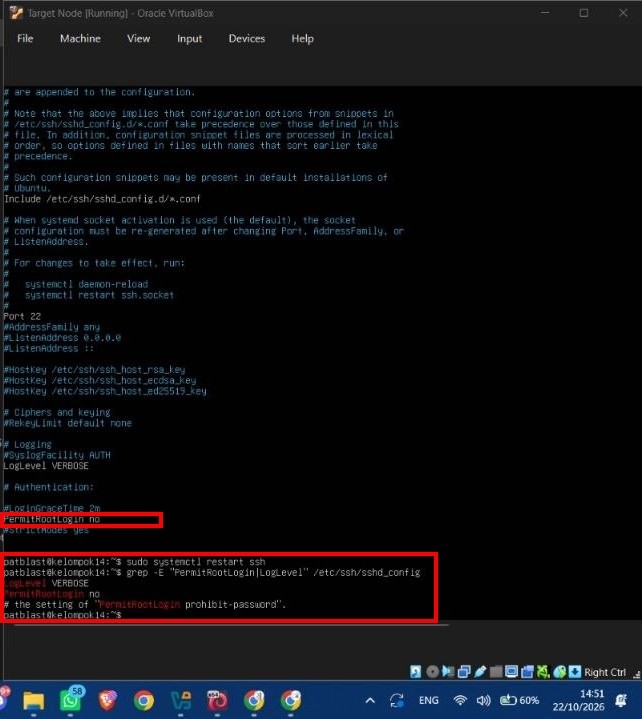 Target Node [Running] - Oracle VirtualBox
File Machine View Input Devices Help
# are appended to the configuration.
#
# Note that the above implies that configuration options from snippets in
# /etc/ssh/sshd_config.d/*.conf take precedence over those defined in this
# file. In addition, configuration snippet files are processed in lexical
# order, so options defined in files with names that sort earlier take
# precedence.
#
# Such configuration snippets may be present in default installations of
# Ubuntu.
Include /etc/ssh/sshd_config.d/*.conf
# When systemd socket activation is used (the default), the socket
# configuration must be re-generated after changing Port, AddressFamily, or
# ListenAddress.
#
# For changes to take effect, run:
#
#   systemctl daemon-reload
#   systemctl restart ssh.socket
#
Port 22
#AddressFamily any
#ListenAddress 0.0.0.0
#ListenAddress ::
#HostKey /etc/ssh/ssh_host_rsa_key
#HostKey /etc/ssh/ssh_host_ecdsa_key
#HostKey /etc/ssh/ssh_host_ed25519_key
# Ciphers and keying
#RekeyLimit default none
# Logging
#SyslogFacility AUTH
LogLevel VERBOSE
# Authentication:
#LoginGraceTime 2m
PermitRootLogin no
#StrictModes yes
patblast@kelompok14:~$ sudo systemctl restart ssh
patblast@kelompok14:~$ grep -E "PermitRootLogin|LogLevel" /etc/ssh/sshd_config
LogLevel VERBOSE
PermitRootLogin no
# the setting of "PermitRootLogin prohibit-password".
patblast@kelompok14:~$
Right Ctrl
58
ENG
60%
14:51
22/10/2026